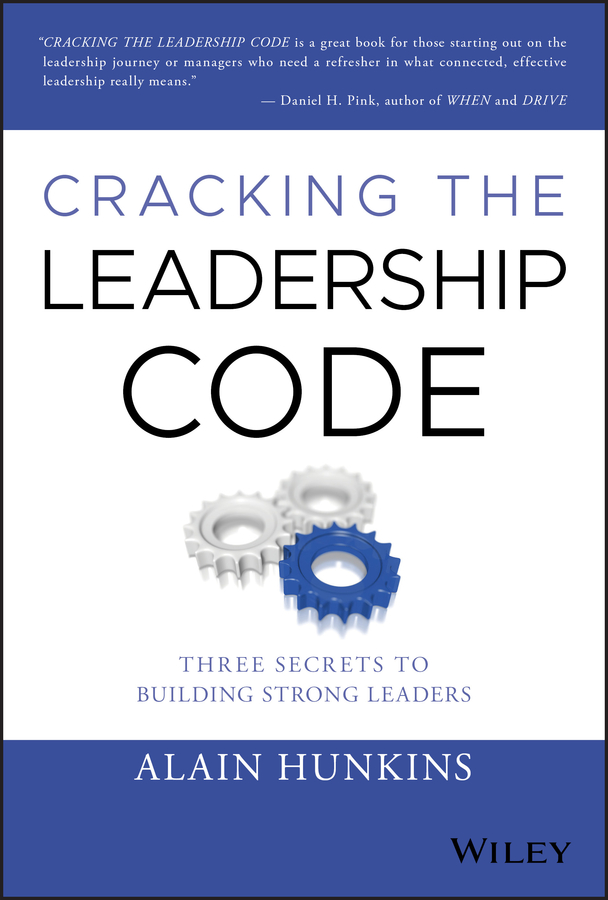 “CRACKING THE LEADERSHIP CODE is a great book for those starting out on the
leadership journey or managers who need a refresher in what connected, effective
leadership really means.”
— Daniel H. Pink, author of WHEN and DRIVE
CRACKING THE
LEADERSHIP
CODE
THREE SECRETS TO
BUILDING STRONG LEADERS
ALAIN HUNKINS
WILEY